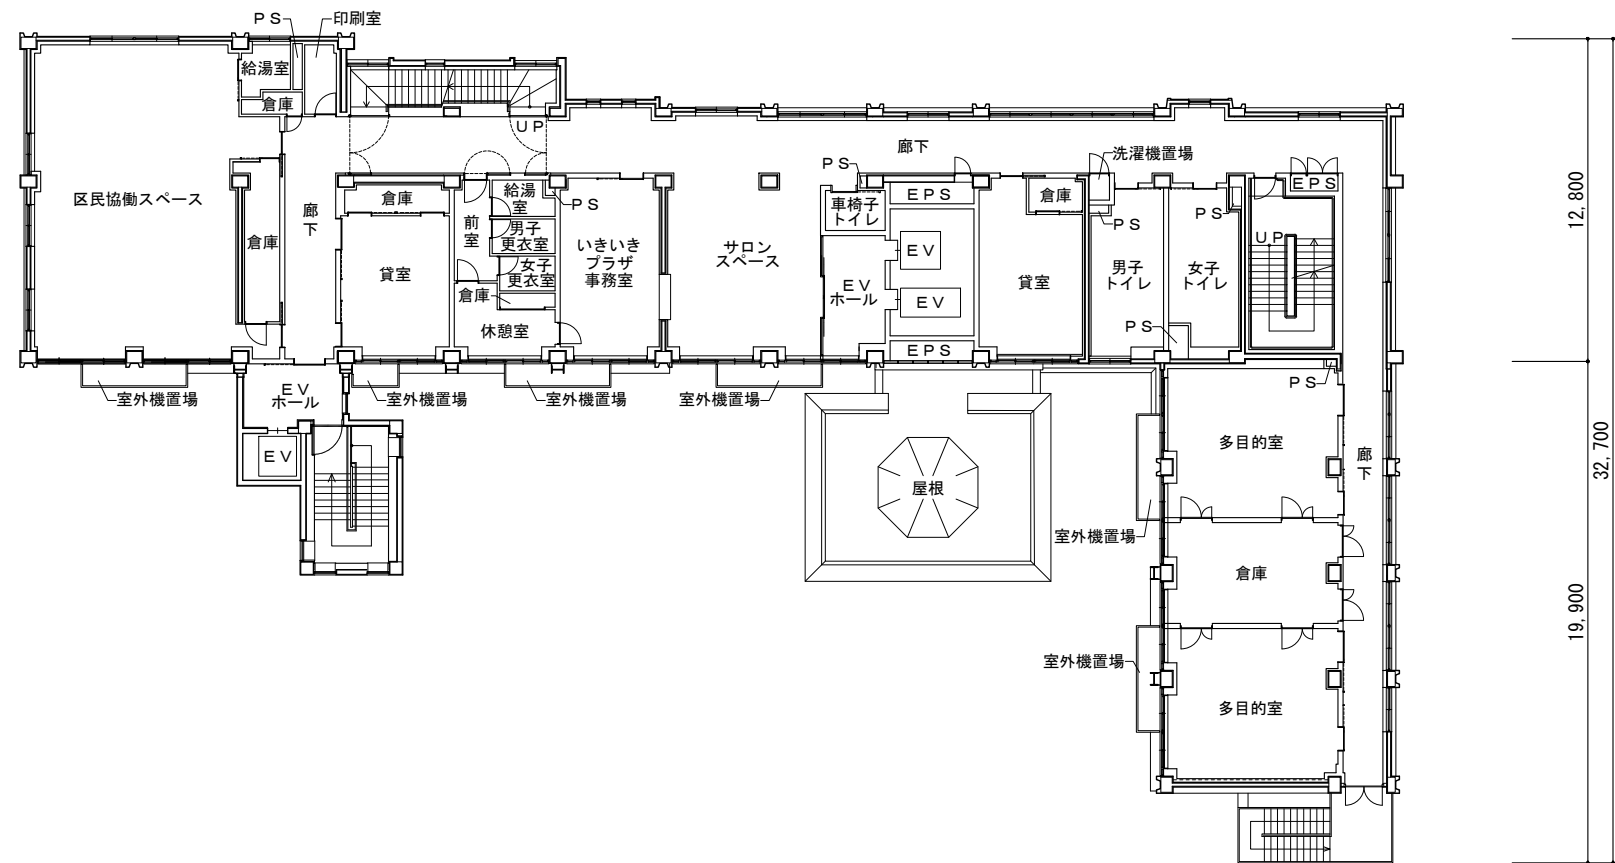 ＰＳ
印刷室
給湯室
倉庫
ＵＰ
廊下
洗濯機置場
ＰＳ
ＥＰＳ
区民協働スペース
倉庫
廊
下
倉庫
前
室
給湯
室
ＰＳ
男子
更衣室
女子
更衣室
倉庫
休憩室
貸室
いきいき
プラザ
事務室
サロン
スペース
車椅子
トイレ
ＥＰＳ
ＥＶ
ＥＶ
ホール
ＥＶ
ＥＰＳ
倉庫
貸室
ＰＳ
男子
トイレ
ＰＳ
女子
トイレ
ＰＳ
ＵＰ
室外機置場
ＥＶ
ホール
室外機置場
室外機置場
室外機置場
ＰＳ
ＥＶ
屋根
多目的室
廊
下
室外機置場
倉庫
室外機置場
多目的室
12,800
32,700
19,900